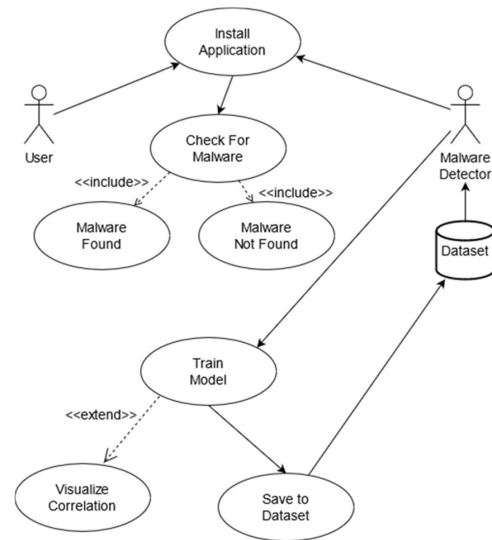 Install
Application
User
Malware
Detector
Check For
Malware
<<include>>
<<include>>
Malware
Found
Malware
Not Found
Dataset
Train
Model
<<extend>>
Visualize
Correlation
Save to
Dataset